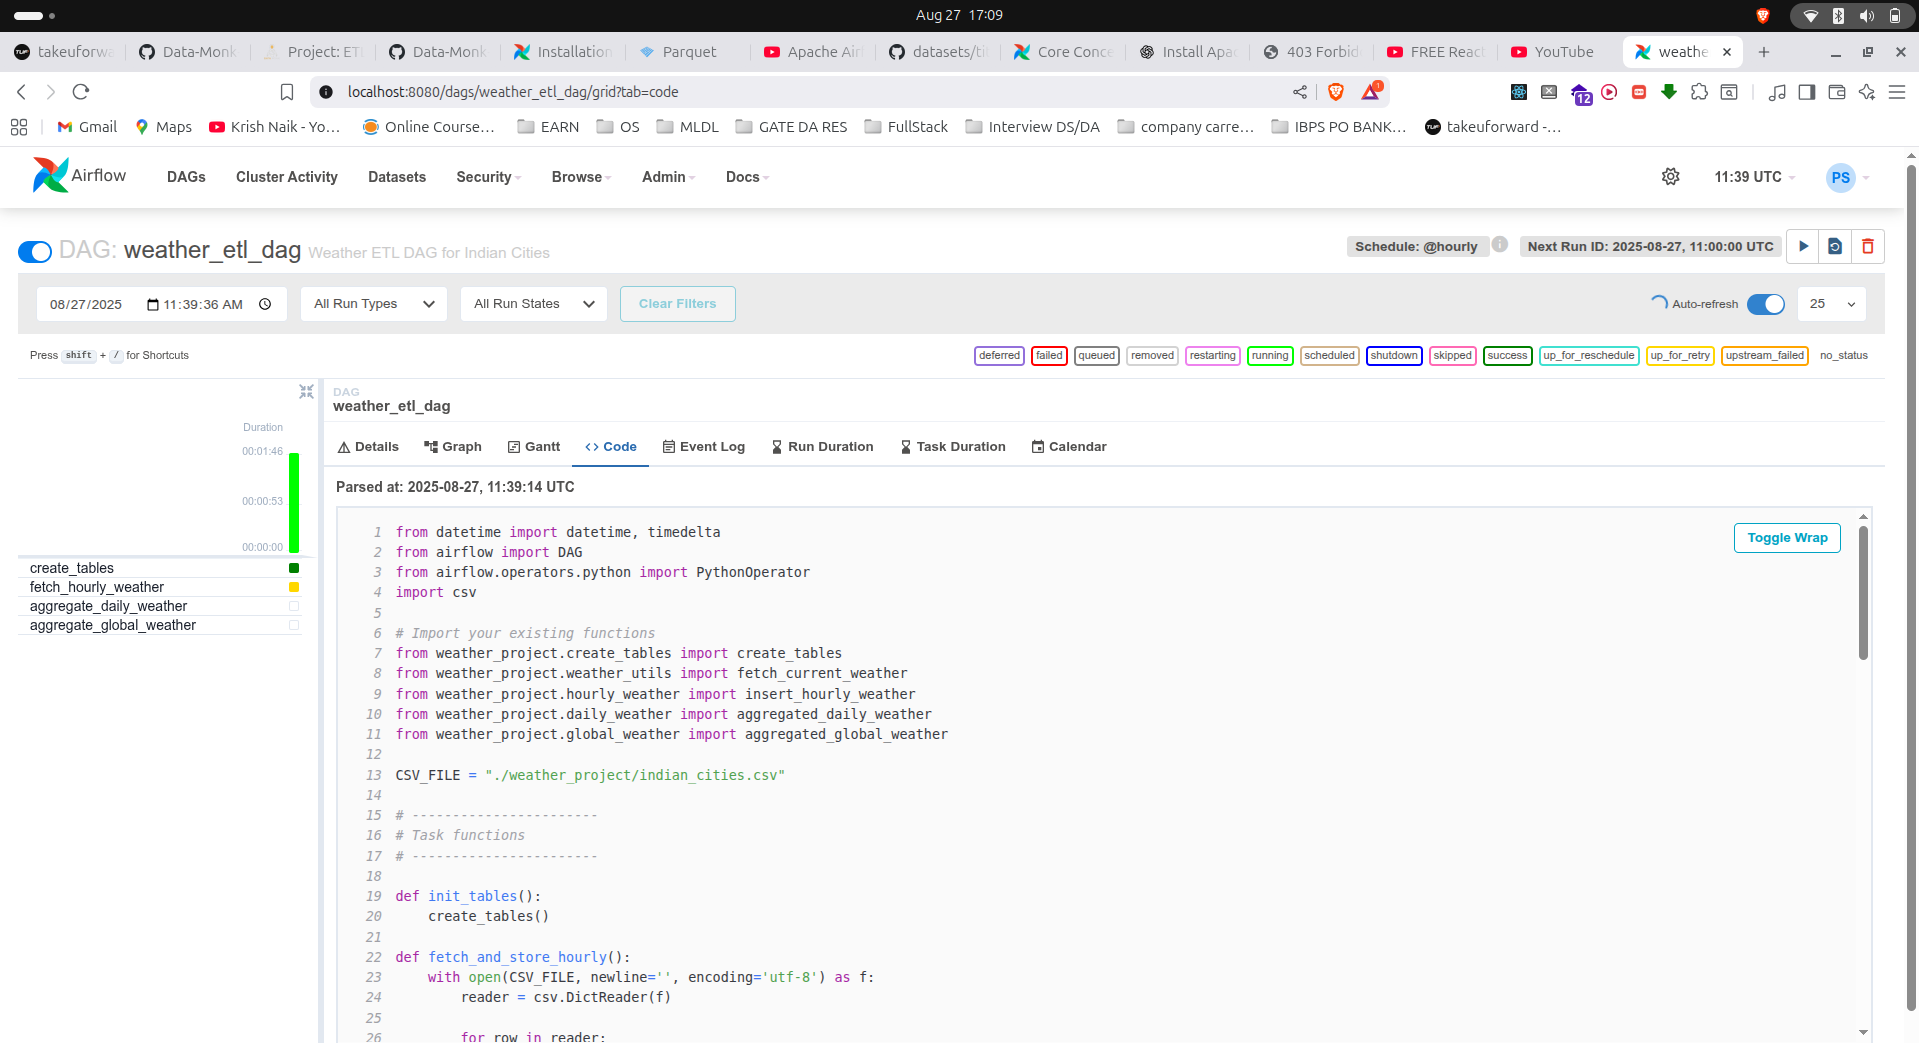 Aug 27 17:09
takeuforwa
Data-Monk
Project: ET
Data-Monk
Installation
Parquet
Apache Air
datasets/ti
Core Conce
Install Apac
403 Forbid
FREE React
YouTube
weathe
localhost:8080/dags/weather_etl_dag/grid?tab=code
1
12
Gmail
Maps
Krish Naik - Yo...
Online Course...
EARN
OS
MLDL
GATE DA RES
FullStack
Interview DS/DA
company carre...
IBPS PO BANK...
takeuforward -...
Airflow
DAGs
Cluster Activity
Datasets
Security
Browse
Admin
Docs
11:39 UTC
PS
DAG: weather_etl_dag Weather ETL DAG for Indian Cities
Schedule: @hourly
Next Run ID: 2025-08-27, 11:00:00 UTC
08/27/2025 11:39:36 AM
All Run Types
All Run States
Clear Filters
Auto-refresh
25
Press shift + / for Shortcuts
deferred
failed
queued
removed
restarting
running
scheduled
shutdown
skipped
success
up_for_reschedule
up_for_retry
upstream_failed
no_status
Duration
00:01:46
00:00:53
00:00:00
create_tables
fetch_hourly_weather
aggregate_daily_weather
aggregate_global_weather
DAG
weather_etl_dag
Details
Graph
Gantt
Code
Event Log
Run Duration
Task Duration
Calendar
Parsed at: 2025-08-27, 11:39:14 UTC
Toggle Wrap
1 from datetime import datetime, timedelta
2 from airflow import DAG
3 from airflow.operators.python import PythonOperator
4 import csv
5
6 # Import your existing functions
7 from weather_project.create_tables import create_tables
8 from weather_project.weather_utils import fetch_current_weather
9 from weather_project.hourly_weather import insert_hourly_weather
10 from weather_project.daily_weather import aggregated_daily_weather
11 from weather_project.global_weather import aggregated_global_weather
12
13 CSV_FILE = "./weather_project/indian_cities.csv"
14
15 # -----------------------
16 # Task functions
17 # -----------------------
18
19 def init_tables():
20     create_tables()
21
22 def fetch_and_store_hourly():
23     with open(CSV_FILE, newline='', encoding='utf-8') as f:
24         reader = csv.DictReader(f)
25
26         for row in reader: